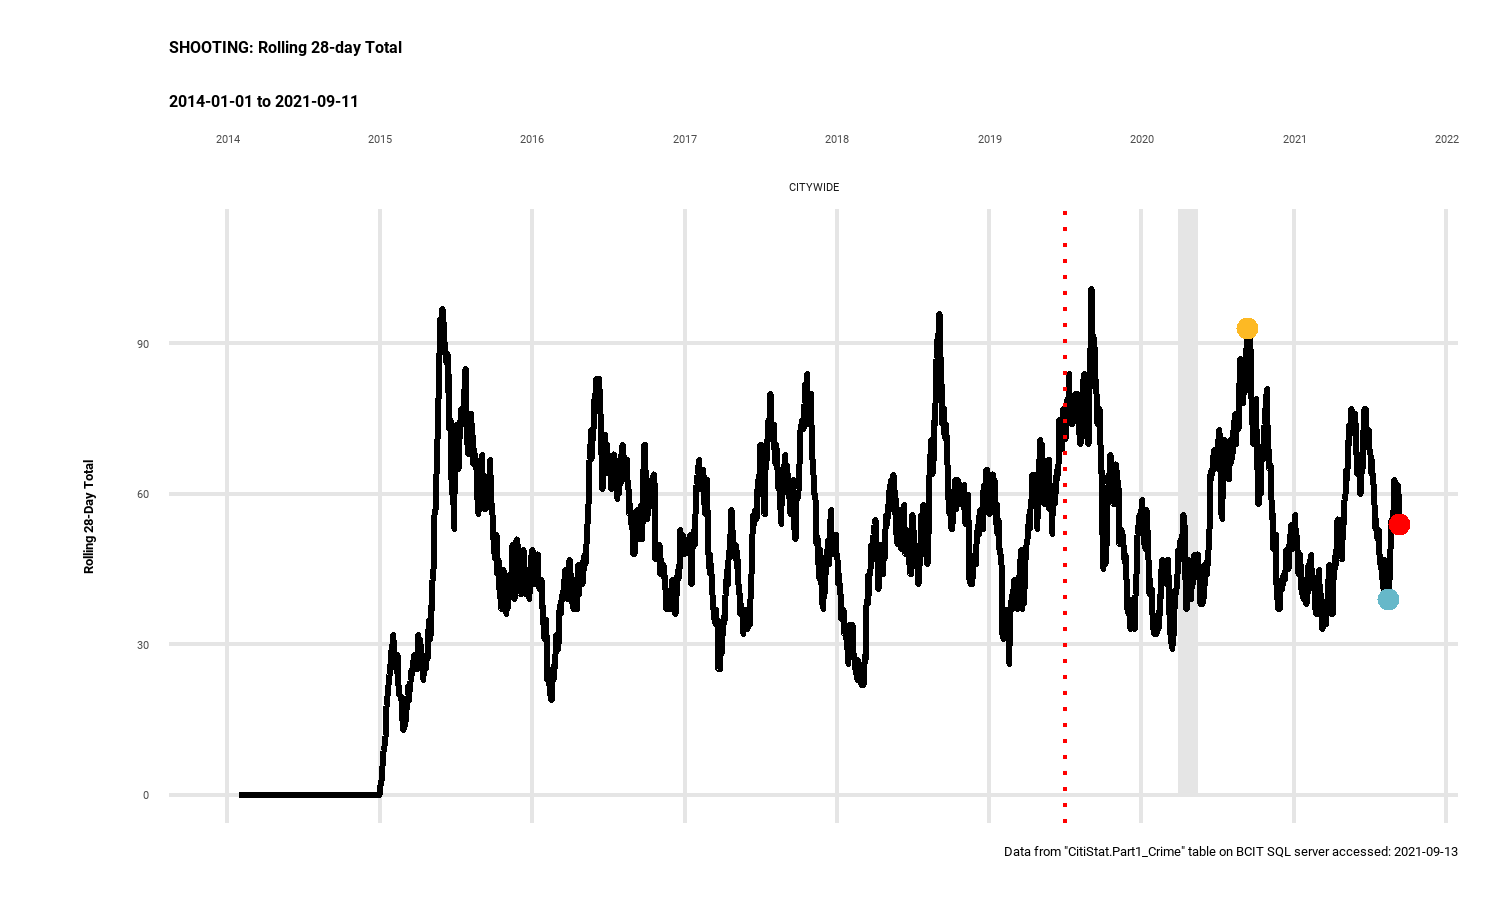 SHOOTING: Rolling 28-day Total
2014-01-01 to 2021-09-11
2014 2015 2016 2017 2018 2019 2020 2021 2022
CITYWIDE
90
60
30
0
Rolling 28-Day Total
Data from "CitiStat.Part1_Crime" table on BCIT SQL server accessed: 2021-09-13